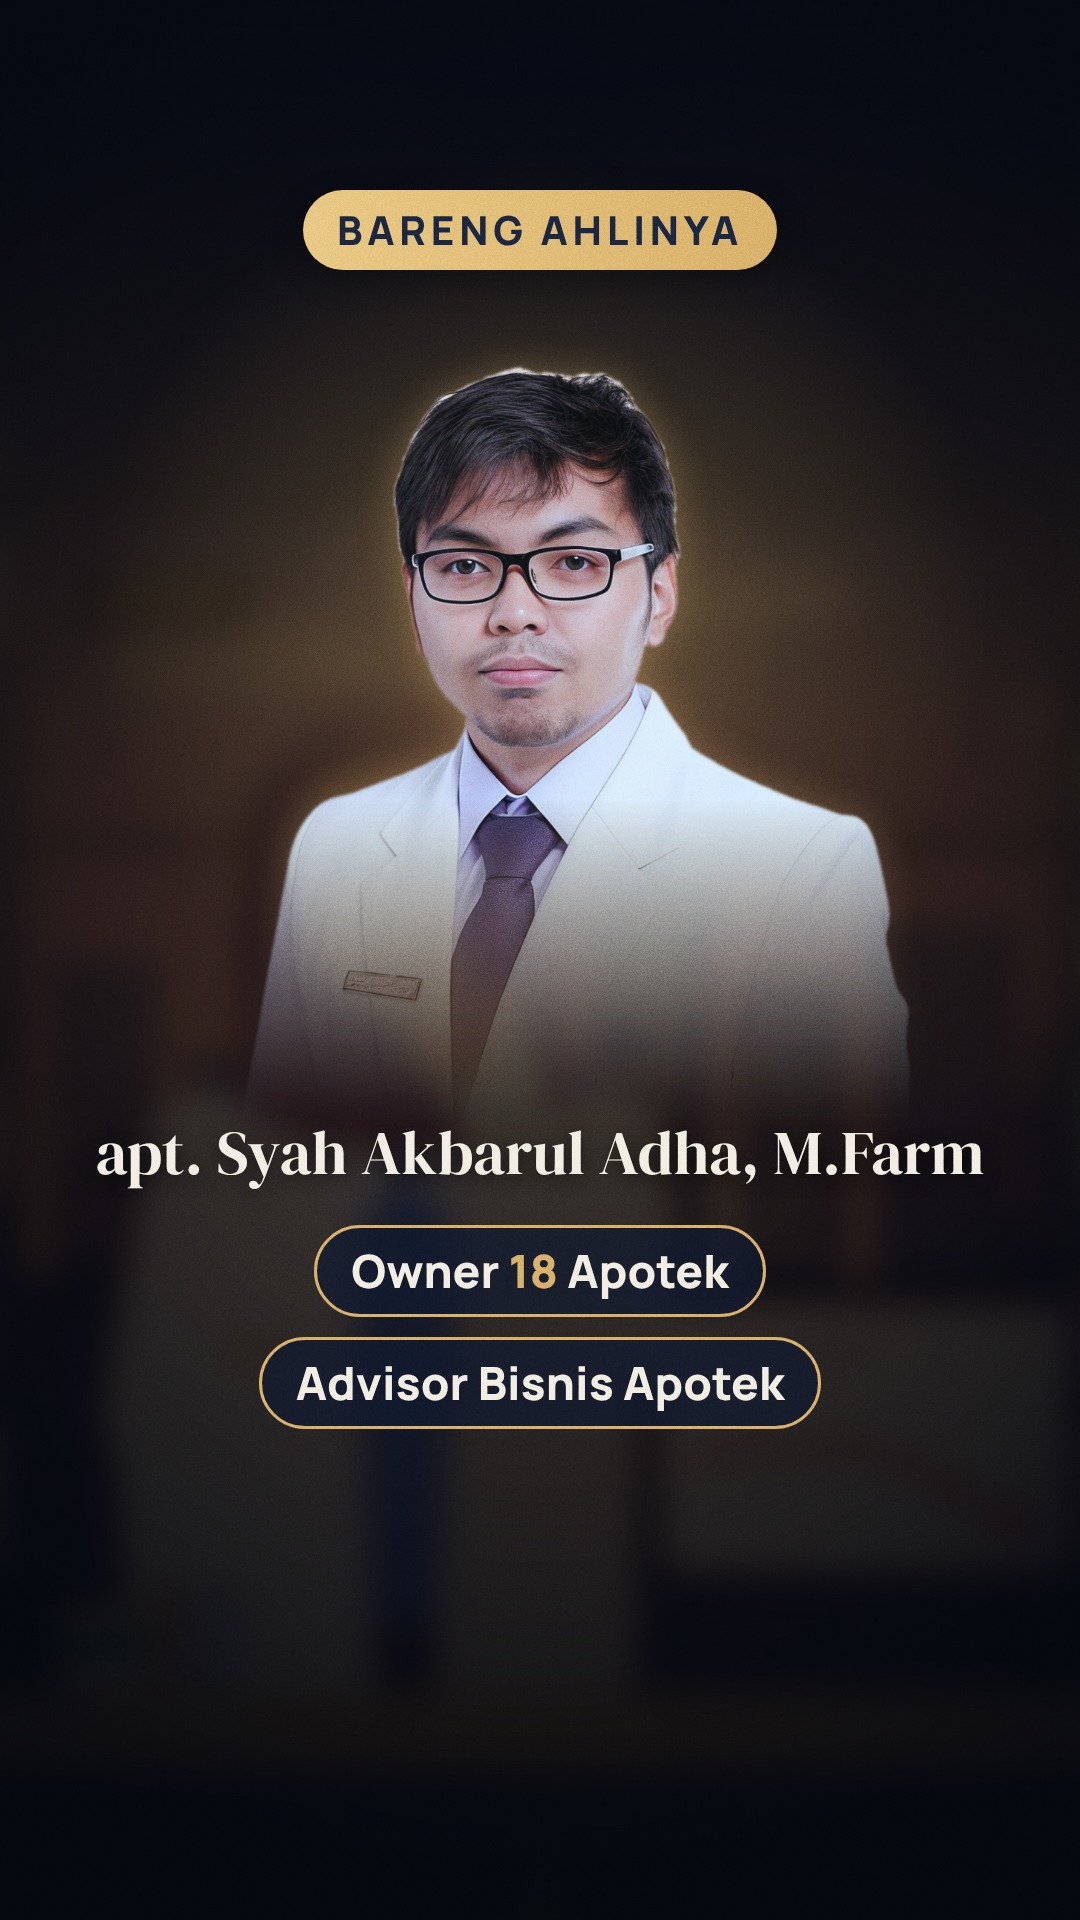 BARENG AHLINYA
apt. Syah Akbarul Adha, M.Farm
Owner 18 Apotek
Advisor Bisnis Apotek